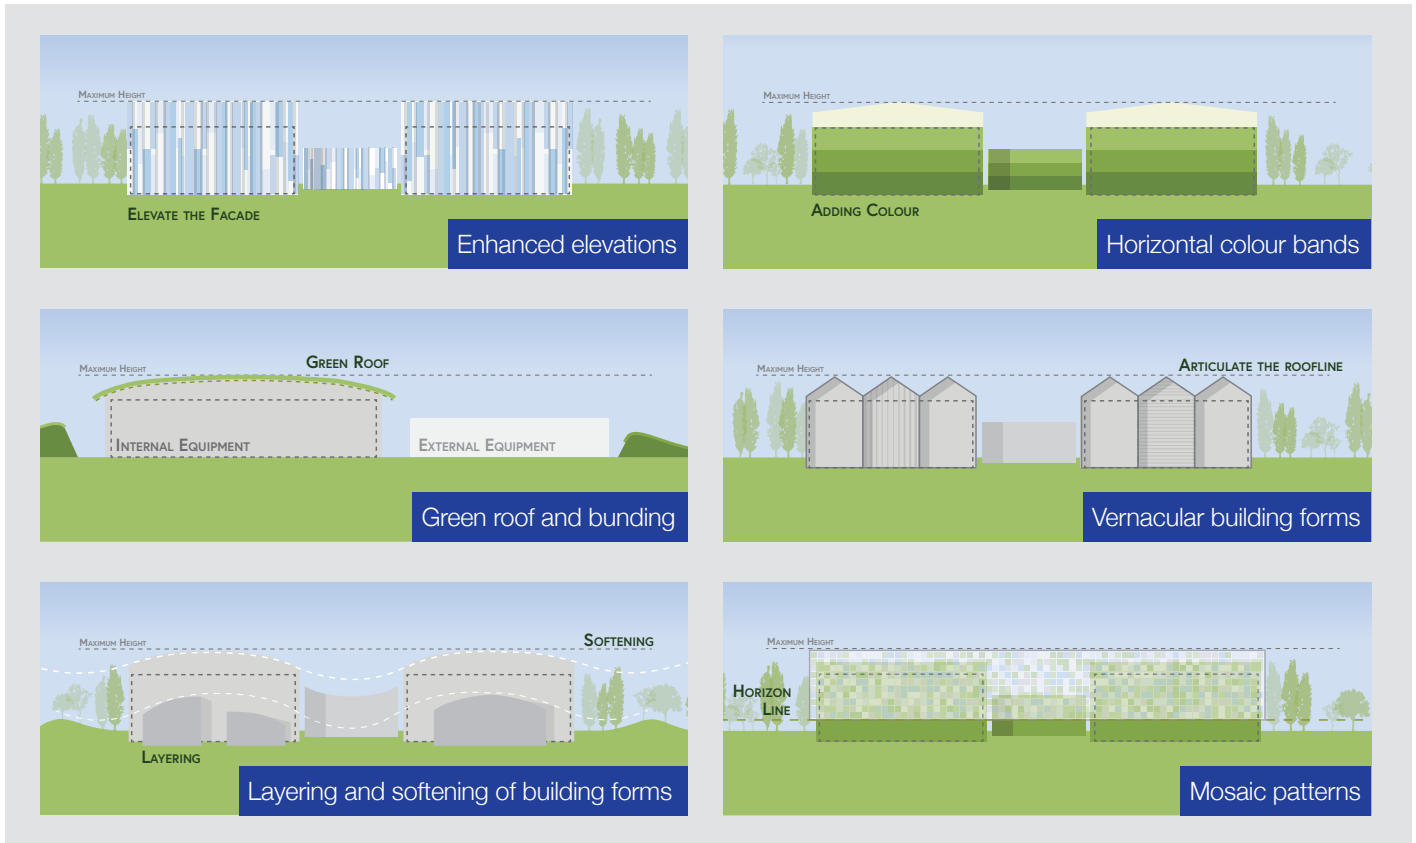 Maximum Height
Elevate the Facade
Enhanced elevations
Maximum Height
Adding Colour
Horizontal colour bands
Maximum Height
Green Roof
Internal Equipment
External Equipment
Green roof and bunding
Maximum Height
Articulate the roofline
Vernacular building forms
Maximum Height
Softening
Layering
Layering and softening of building forms
Maximum Height
Horizon
Line
Mosaic patterns